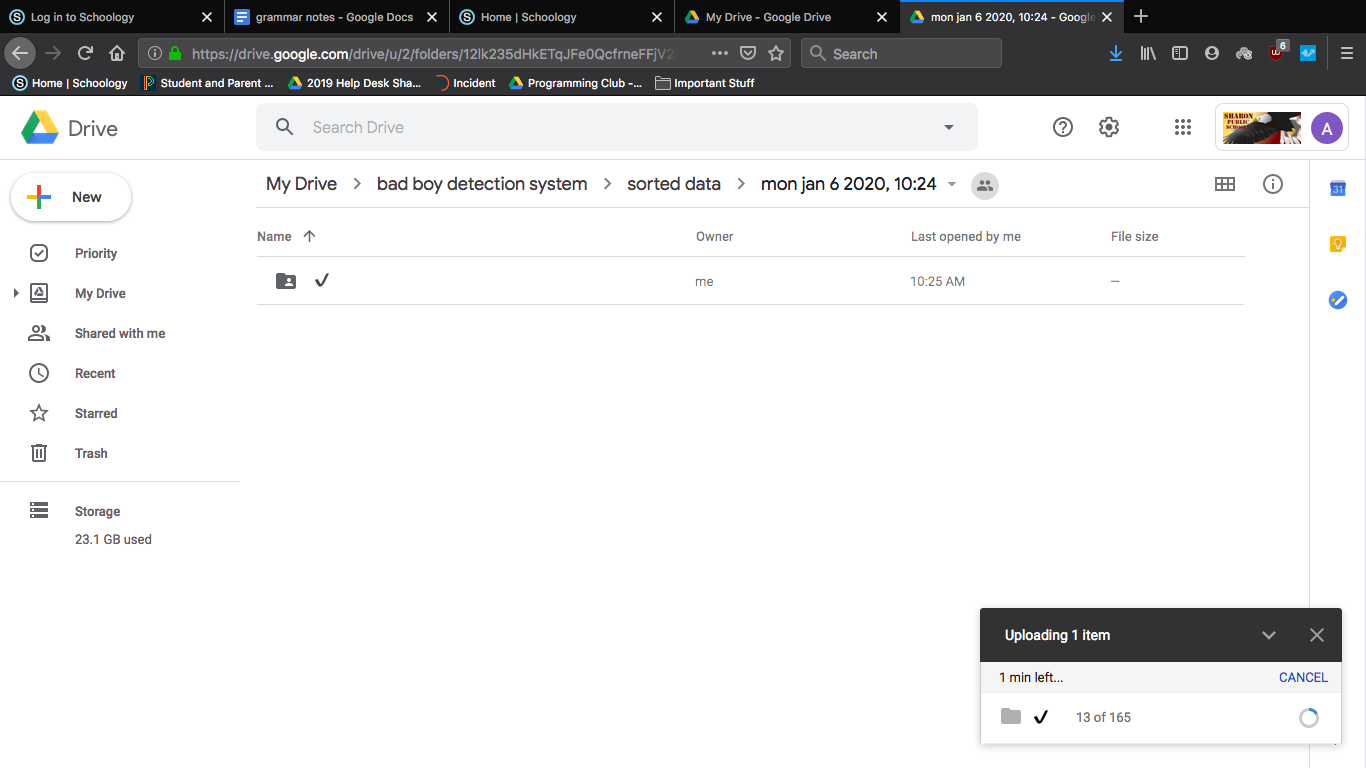 Log in to Schoology
grammar notes - Google Docs
Home | Schoology
My Drive - Google Drive
mon jan 6 2020, 10:24 - Google
https://drive.google.com/drive/u/2/folders/12lk235dHkETqJFe0QcfrneFFjV2
Search
6
Home | Schoology
Student and Parent ...
2019 Help Desk Sha...
Incident
Programming Club -...
Important Stuff
Drive
Search Drive
SHARON
PUBLIC
SCHOOLS
A
New
My Drive > bad boy detection system > sorted data > mon jan 6 2020, 10:24
31
Name
Owner
Last opened by me
File size
✔
me
10:25 AM
—
Priority
My Drive
Shared with me
Recent
Starred
Trash
Storage
23.1 GB used
Uploading 1 item
1 min left...
CANCEL
✔
13 of 165